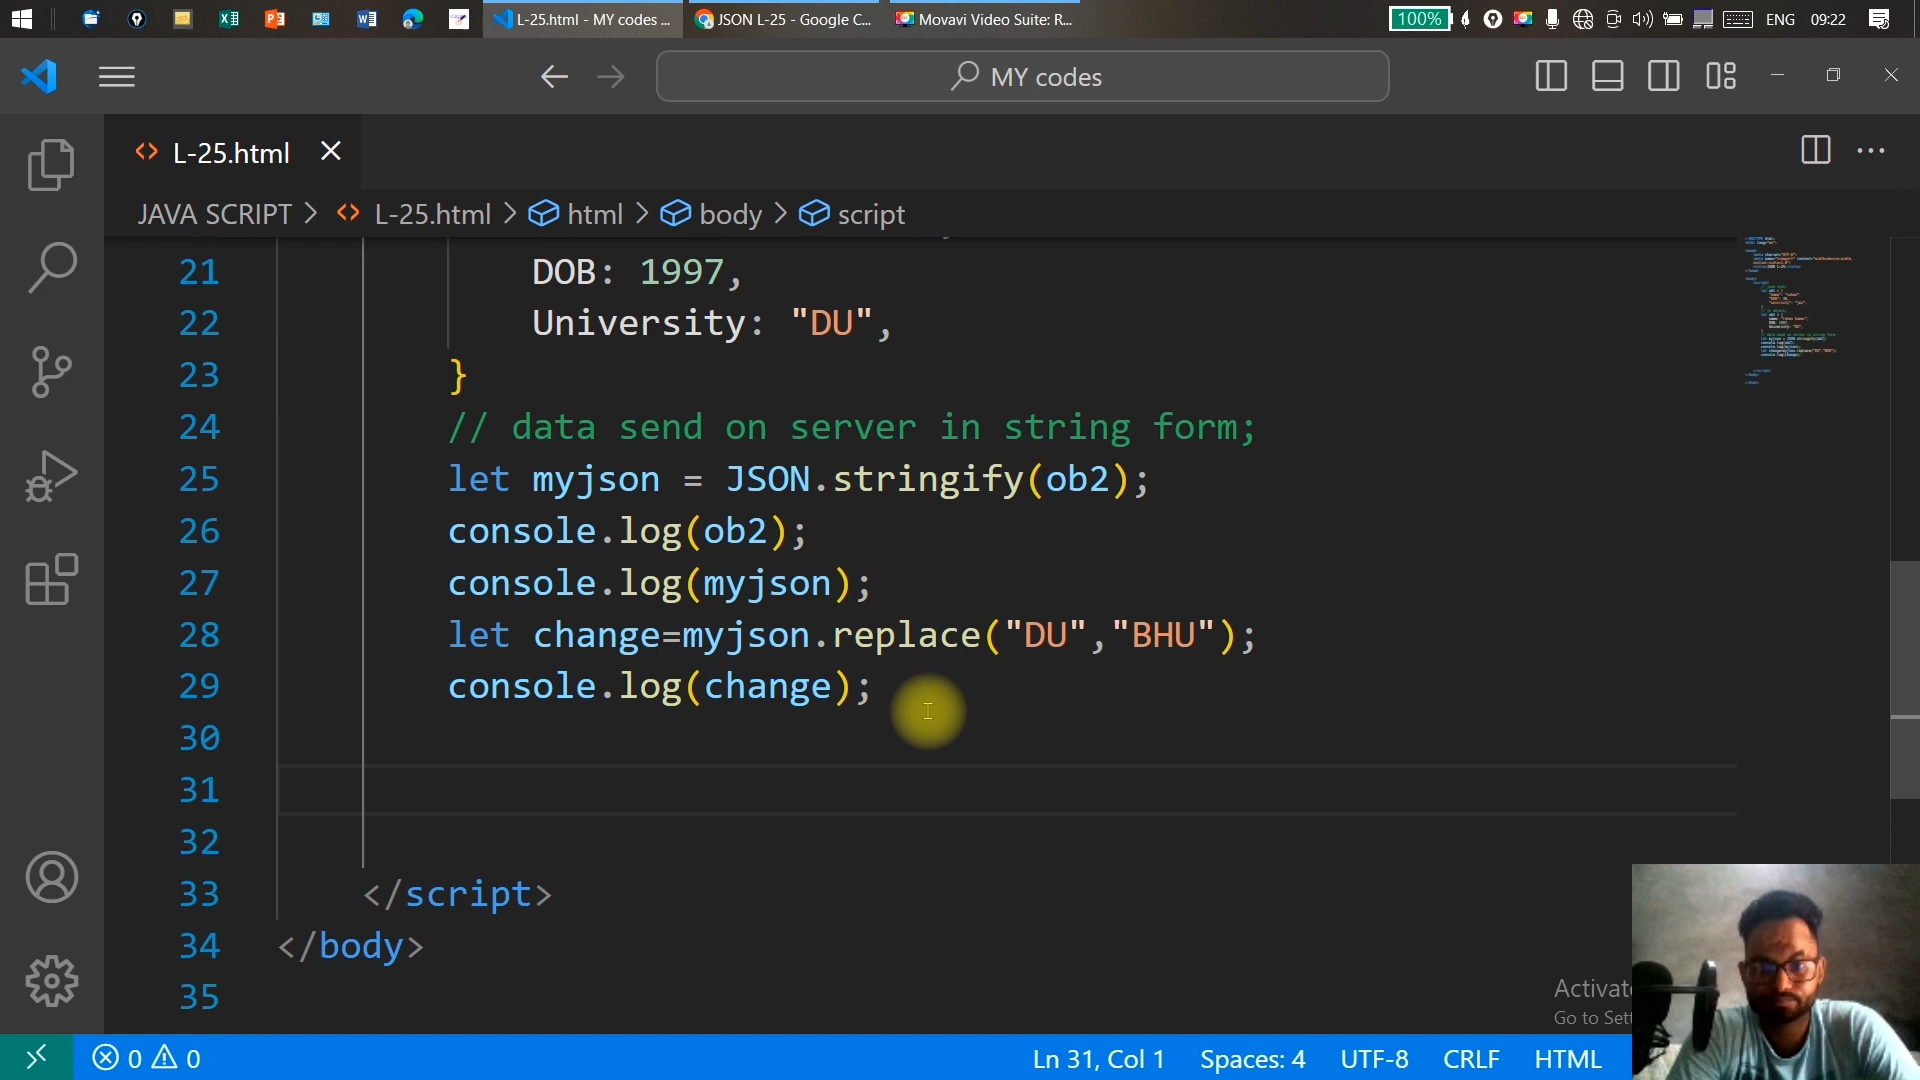 L-25.html - MY codes ...
JSON L-25 - Google C...
Movavi Video Suite: R...
100%
ENG
09:22
MY codes
L-25.html
JAVA SCRIPT > L-25.html > html > body > script
21 DOB: 1997,
22 University: "DU",
23 }
24 // data send on server in string form;
25 let myjson = JSON.stringify(ob2);
26 console.log(ob2);
27 console.log(myjson);
28 let change=myjson.replace("DU","BHU");
29 console.log(change);
30
31
32
33 </script>
34 </body>
35
Go to
0 0
Ln 31, Col 1
Spaces: 4
UTF-8
CRLF
HTML